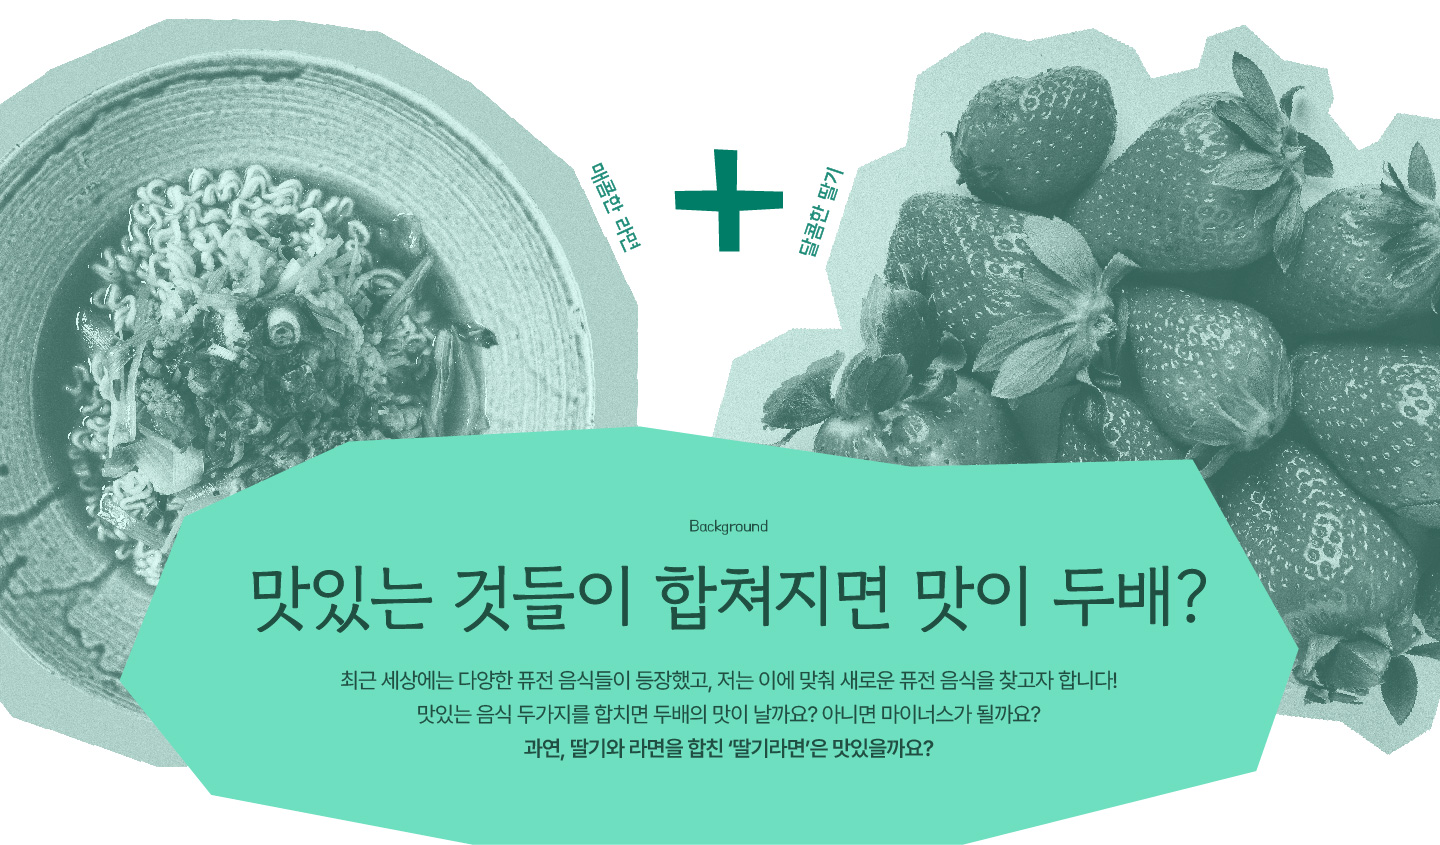 매콤한 라면
달콤한 딸기
Background
맛있는 것들이 합쳐지면 맛이 두배?
최근 세상에는 다양한 퓨전 음식들이 등장했고, 저는 이에 맞춰 새로운 퓨전 음식을 찾고자 합니다!
맛있는 음식 두가지를 합치면 두배의 맛이 날까요? 아니면 마이너스가 될까요?
과연, 딸기와 라면을 합친 ‘딸기라면’은 맛있을까요?